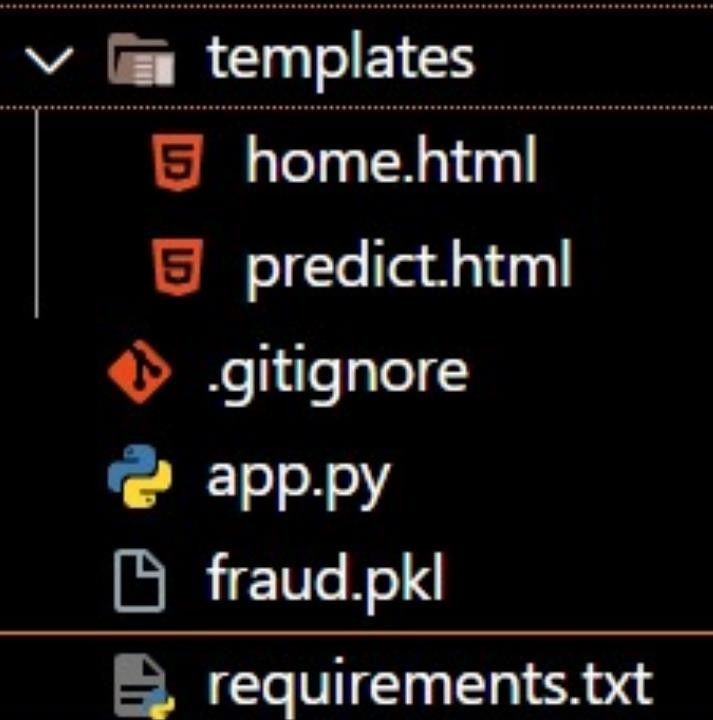 templates
home.html
predict.html
.gitignore
app.py
fraud.pkl
requirements.txt